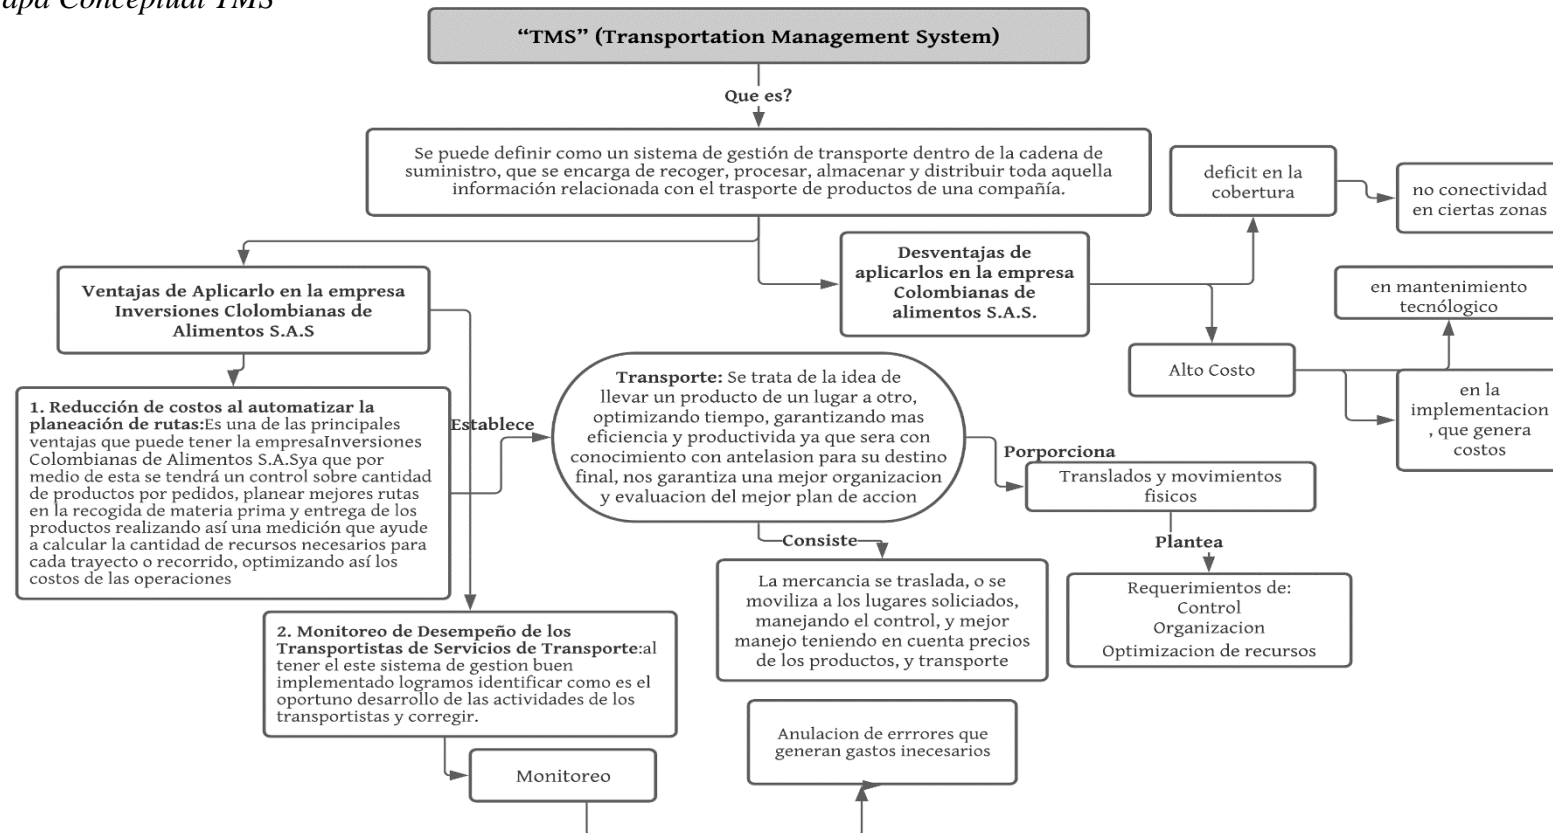 apa Conceptual TMS
“TMS” (Transportation Management System)
Que es?
Se puede definir como un sistema de gestión de transporte dentro de la cadena de
suministro, que se encarga de recoger, procesar, almacenar y distribuir toda aquella
información relacionada con el trasporte de productos de una compañía.
deficit en la
cobertura
no conectividad
en ciertas zonas
Ventajas de Aplicarlo en la empresa
Inversiones Clolombianas de
Alimentos S.A.S
Desventajas de
aplicarlos en la empresa
Colombianas de
alimentos S.A.S.
en mantenimiento
tecnólogico
Alto Costo
en la
implementacion
, que genera
costos
1. Reducción de costos al automatizar la
planeación de rutas:Es una de las principales
ventajas que puede tener la empresaInversiones
Colombianas de Alimentos S.A.Sya que por
medio de esta se tendrá un control sobre cantidad
de productos por pedidos, planear mejores rutas
en la recogida de materia prima y entrega de los
productos realizando así una medición que ayude
a calcular la cantidad de recursos necesarios para
cada trayecto o recorrido, optimizando así los
costos de las operaciones
Establece
Transporte: Se trata de la idea de
llevar un producto de un lugar a otro,
optimizando tiempo, garantizando mas
eficiencia y productivida ya que sera con
conocimiento con antelasion para su destino
final, nos garantiza una mejor organizacion
y evaluacion del mejor plan de accion
Porporciona
Translados y movimientos
fisicos
Plantea
Requerimientos de:
Control
Organizacion
Optimizacion de recursos
Consiste
La mercancia se traslada, o se
moviliza a los lugares soliciados,
manejando el control, y mejor
manejo teniendo en cuenta precios
de los productos, y transporte
2. Monitoreo de Desempeño de los
Transportistas de Servicios de Transporte:al
tener el este sistema de gestion buen
implementado logramos identificar como es el
oportuno desarrollo de las actividades de los
transportistas y corregir.
Monitoreo
Anulacion de errrores que
generan gastos inecesarios